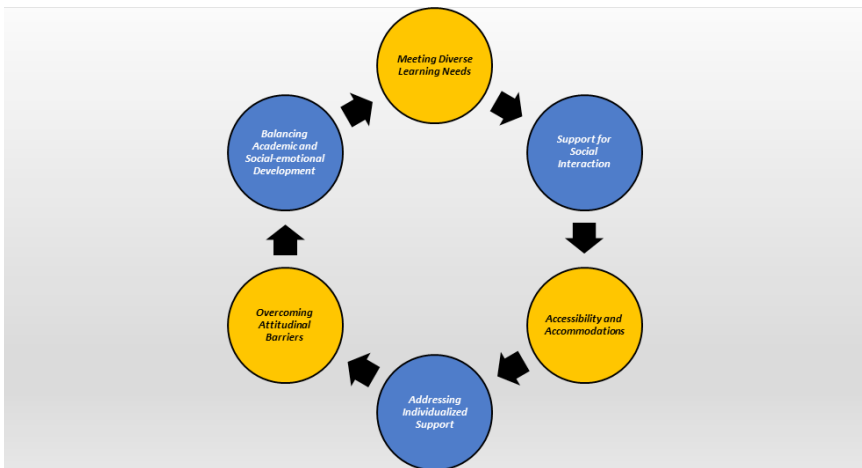 Meeting Diverse
Learning Needs
Support for
Social
Interaction
Accessibility and
Accommodations
Addressing
Individualized
Support
Overcoming
Attitudinal
Barriers
Balancing
Academic and
Social-emotional
Development